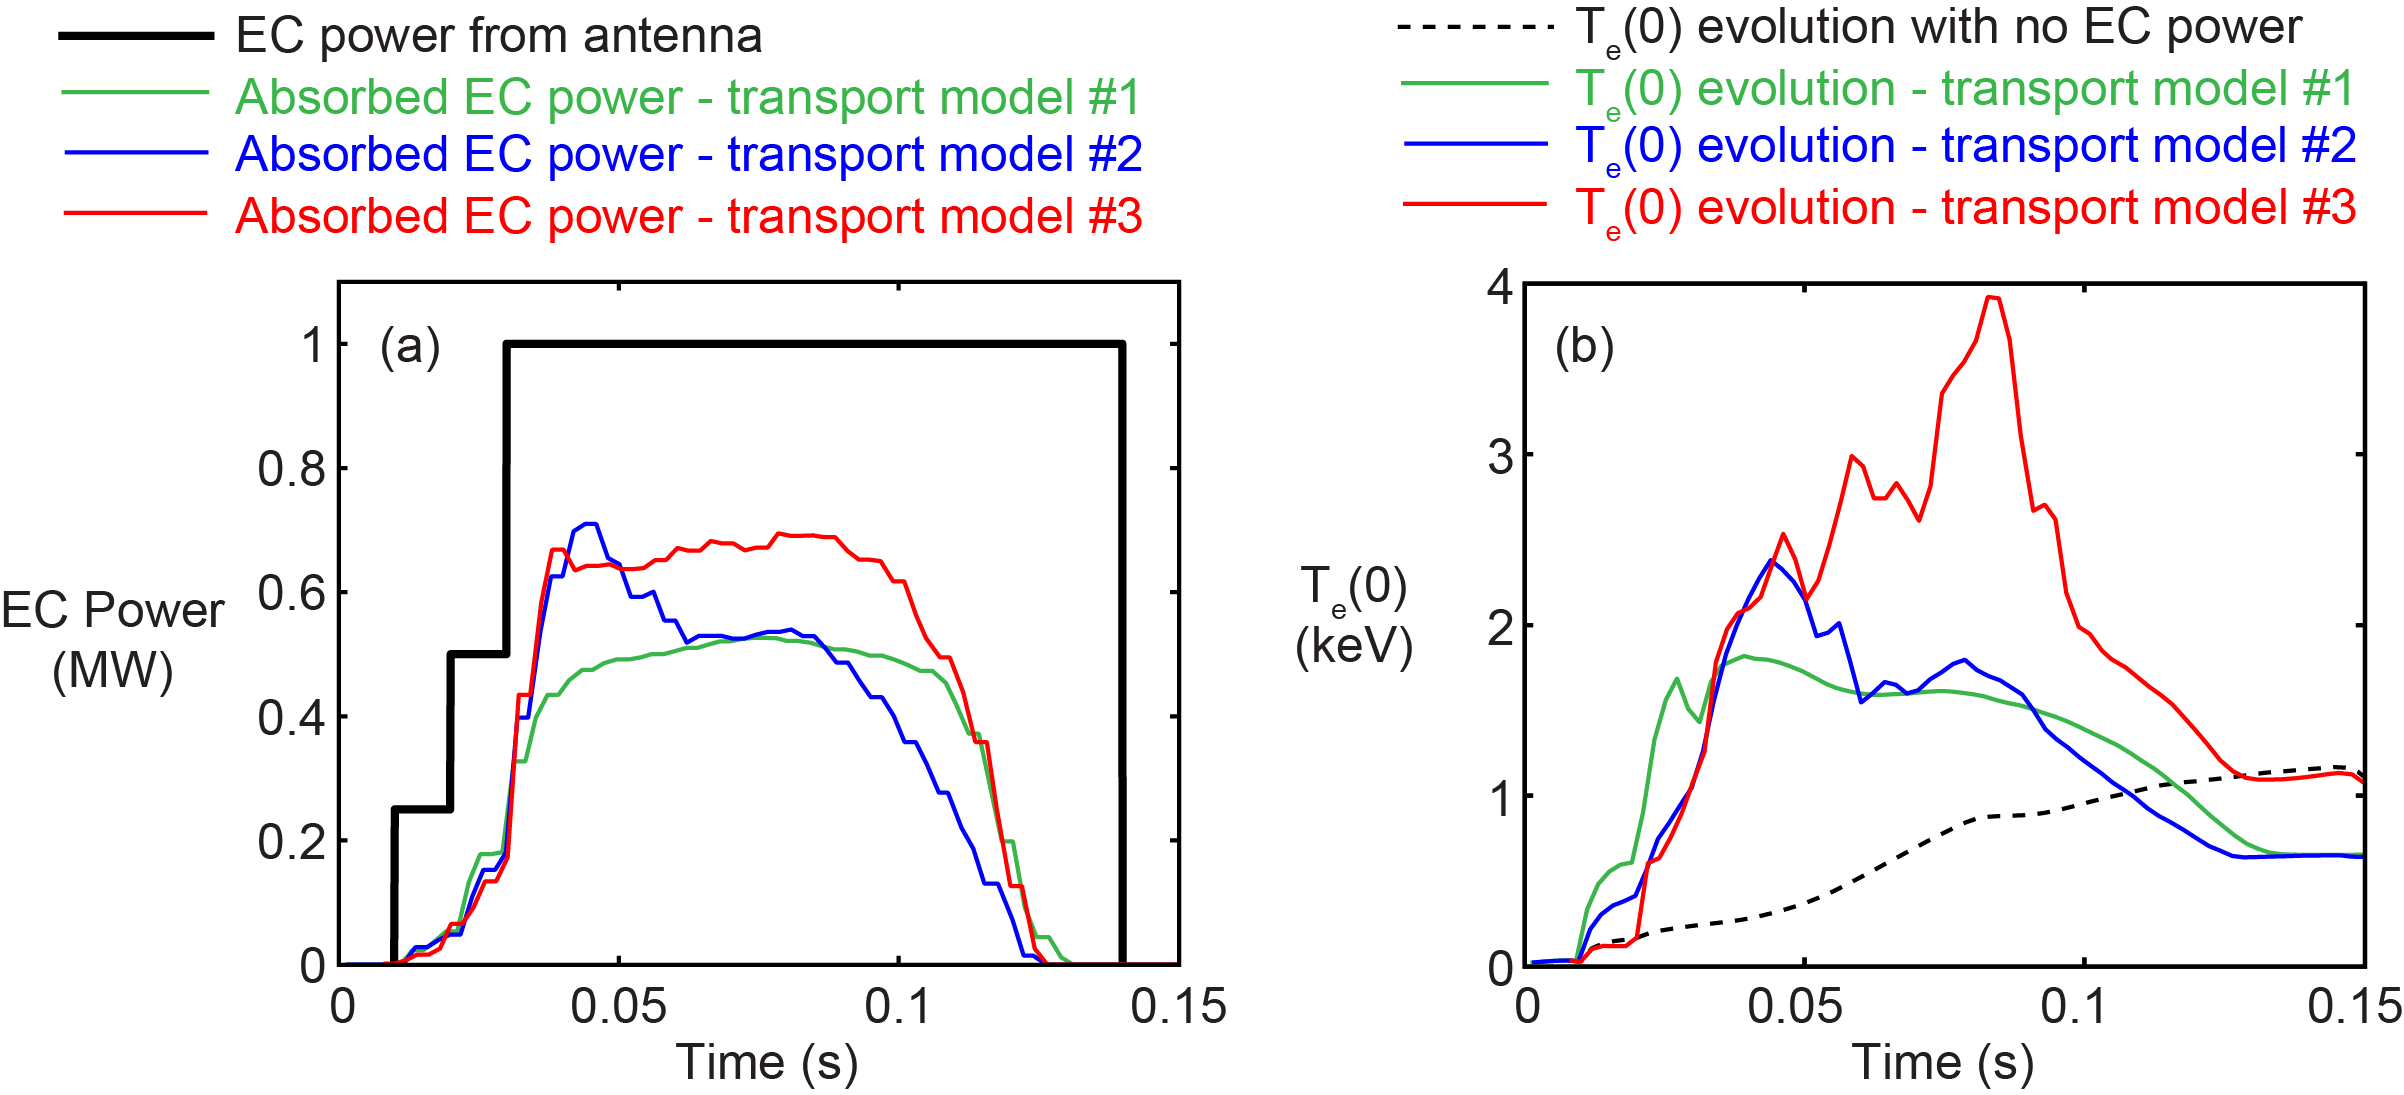 EC power from antenna
Absorbed EC power - transport model #1
Absorbed EC power - transport model #2
Absorbed EC power - transport model #3
Te(0) evolution with no EC power
Te(0) evolution - transport model #1
Te(0) evolution - transport model #2
Te(0) evolution - transport model #3
(a)
1
0.8
0.6
0.4
0.2
0
EC Power
(MW)
0 0.05 0.1 0.15
Time (s)
(b)
4
3
2
1
0
Te(0)
(keV)
0 0.05 0.1 0.15
Time (s)